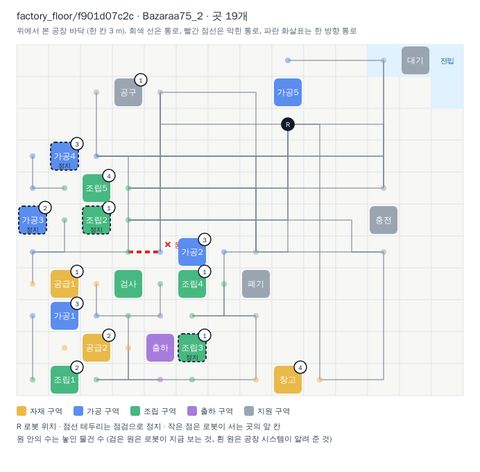 factory_floor/f901d07c2c · Bazaraa75_2 · 곳 19개
위에서 본 공장 바닥 (한 칸 3 m). 회색 선은 통로, 빨간 점선은 막힌 통로, 파란 화살표는 한 방향 통로
대기
전립
공구 1
가공5
R
가공4 3
정지
조립5 4
가공3 2
정지
조립2 1
정지
충전
✖
가공2 3
공급1 1
검사
조립4 1
폐기
가공1 3
공급2 2
출하
조립3 1
정지
조립1 2
창고 4
자재 구역 가공 구역 조립 구역 출하 구역 지원 구역
R 로봇 위치 · 점선 테두리는 점검으로 정지 · 작은 점은 로봇이 서는 곳의 앞 칸
원 안의 수는 놓인 물건 수 (검은 원은 로봇이 지금 보는 것, 흰 원은 공장 시스템이 알려 준 것)